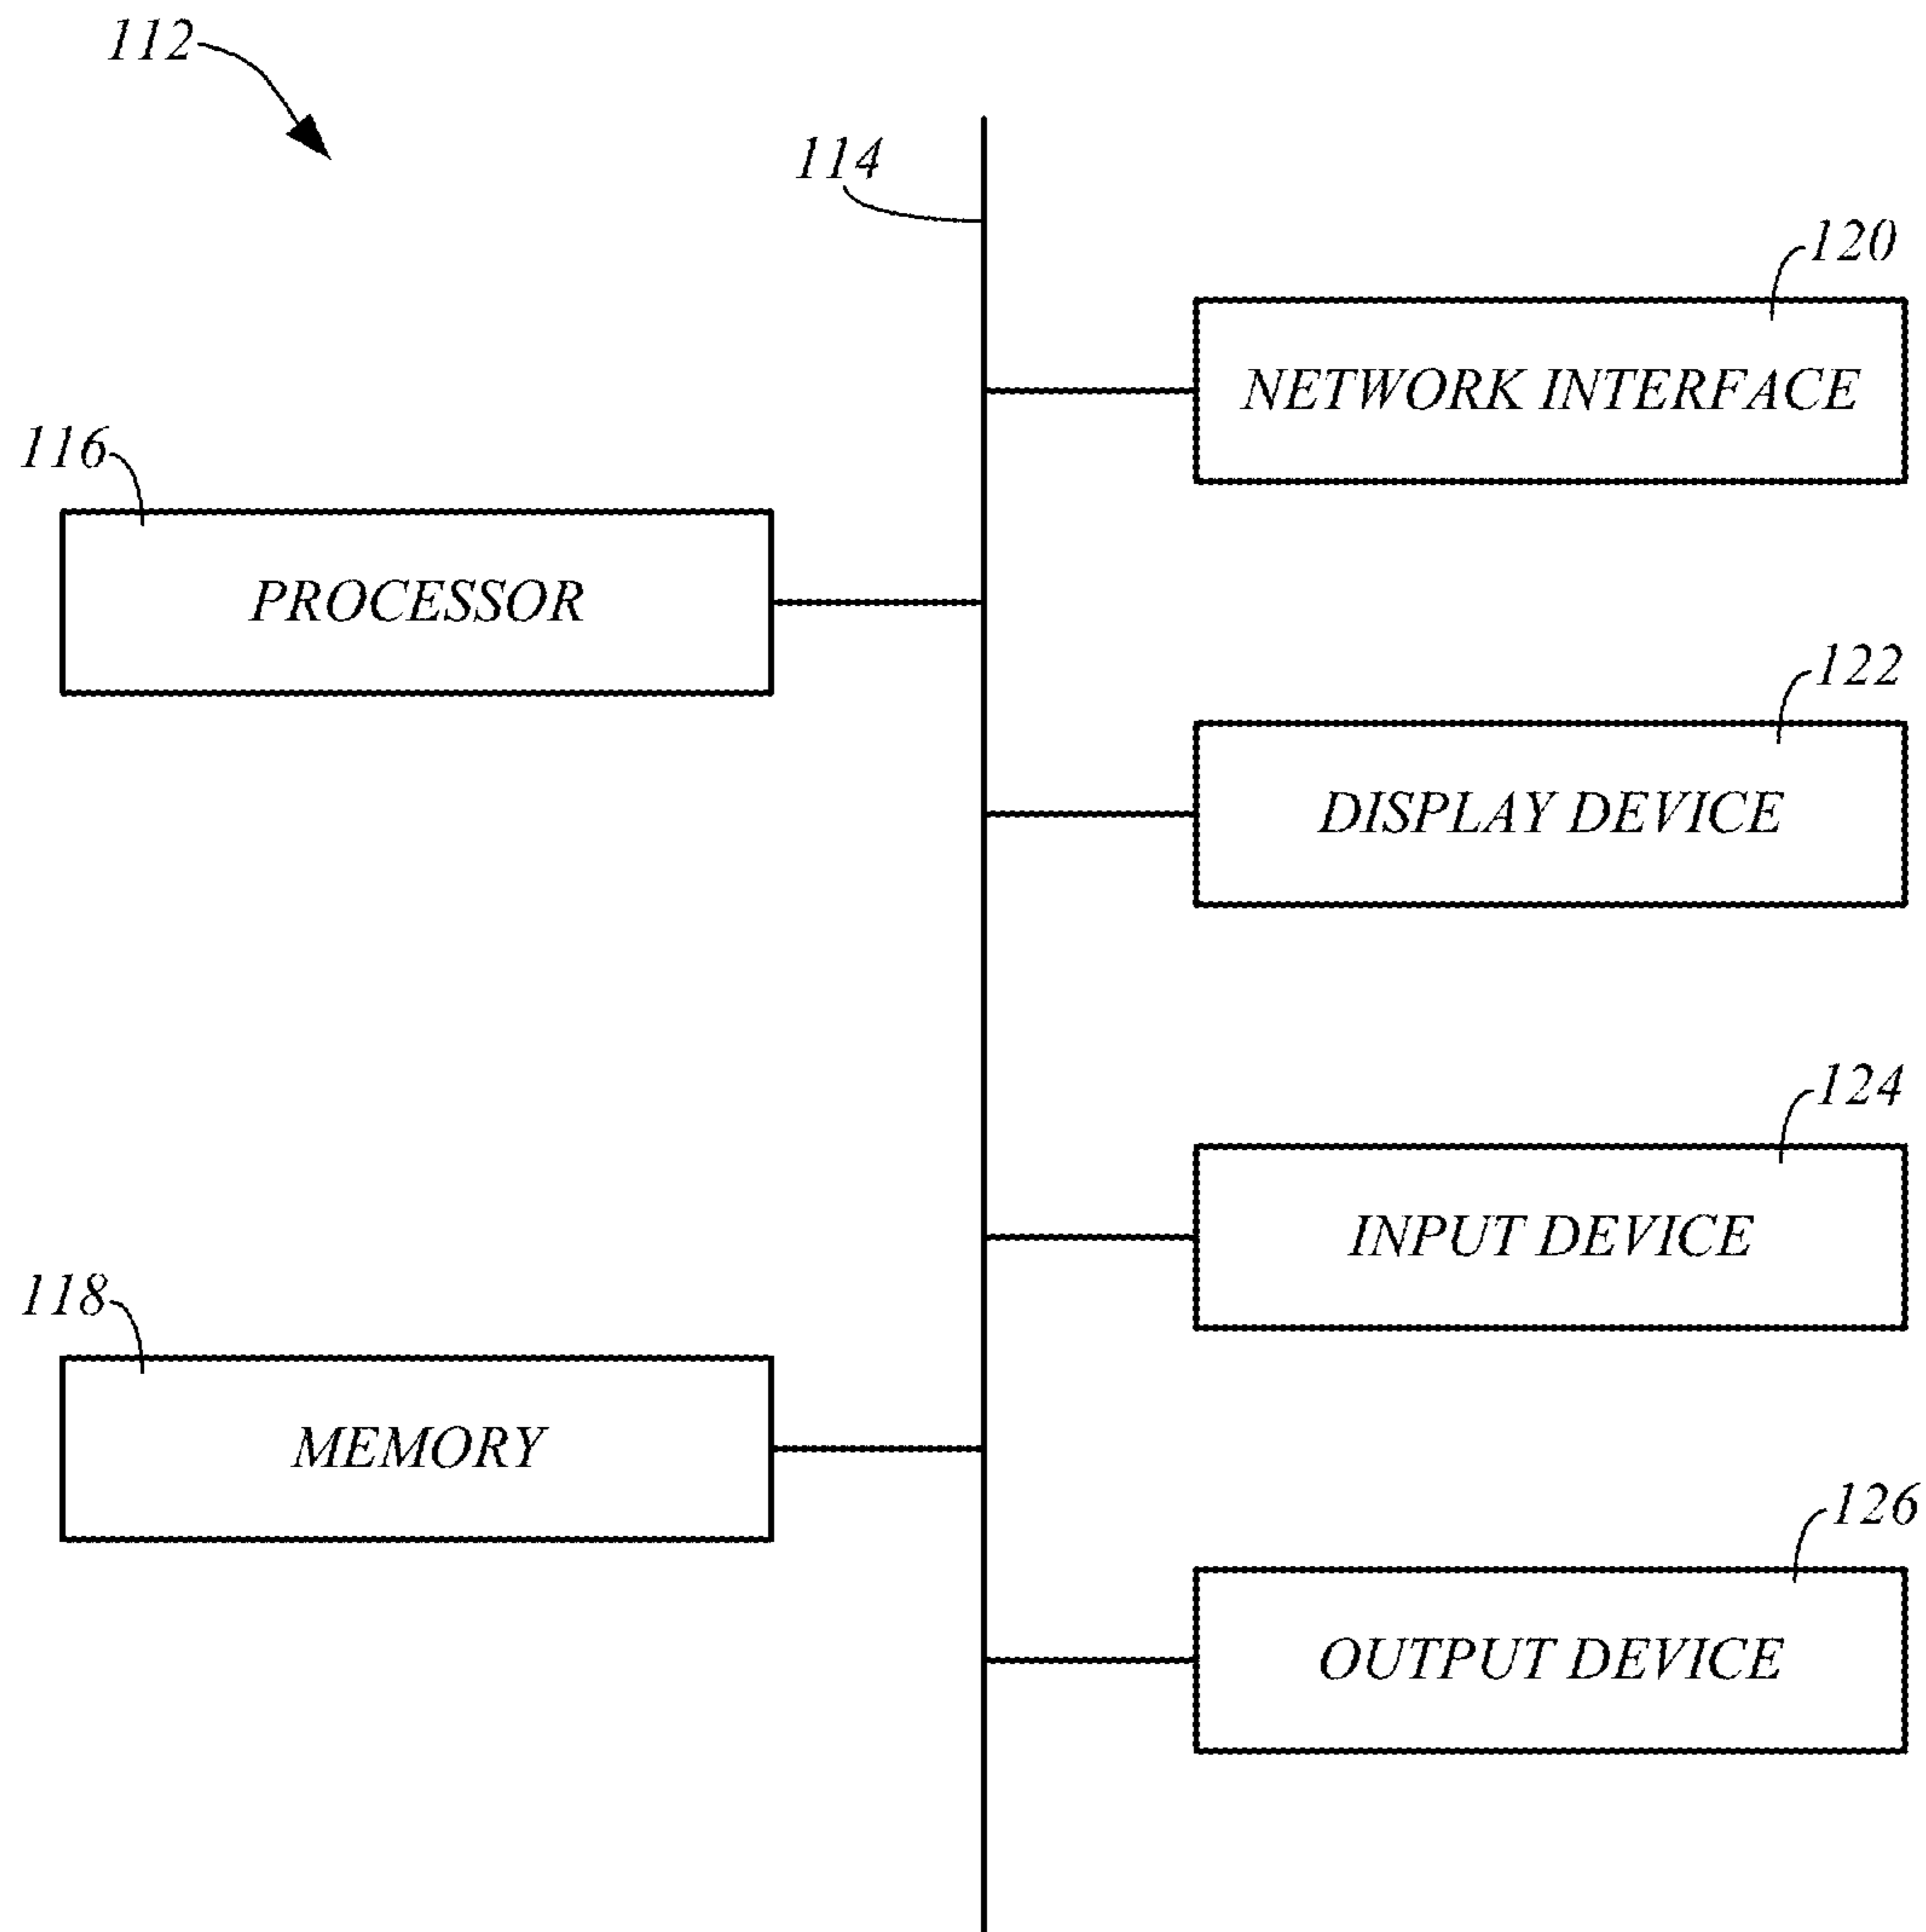 112
114
120
NETWORK INTERFACE
116
PROCESSOR
122
DISPLAY DEVICE
124
INPUT DEVICE
118
MEMORY
126
OUTPUT DEVICE